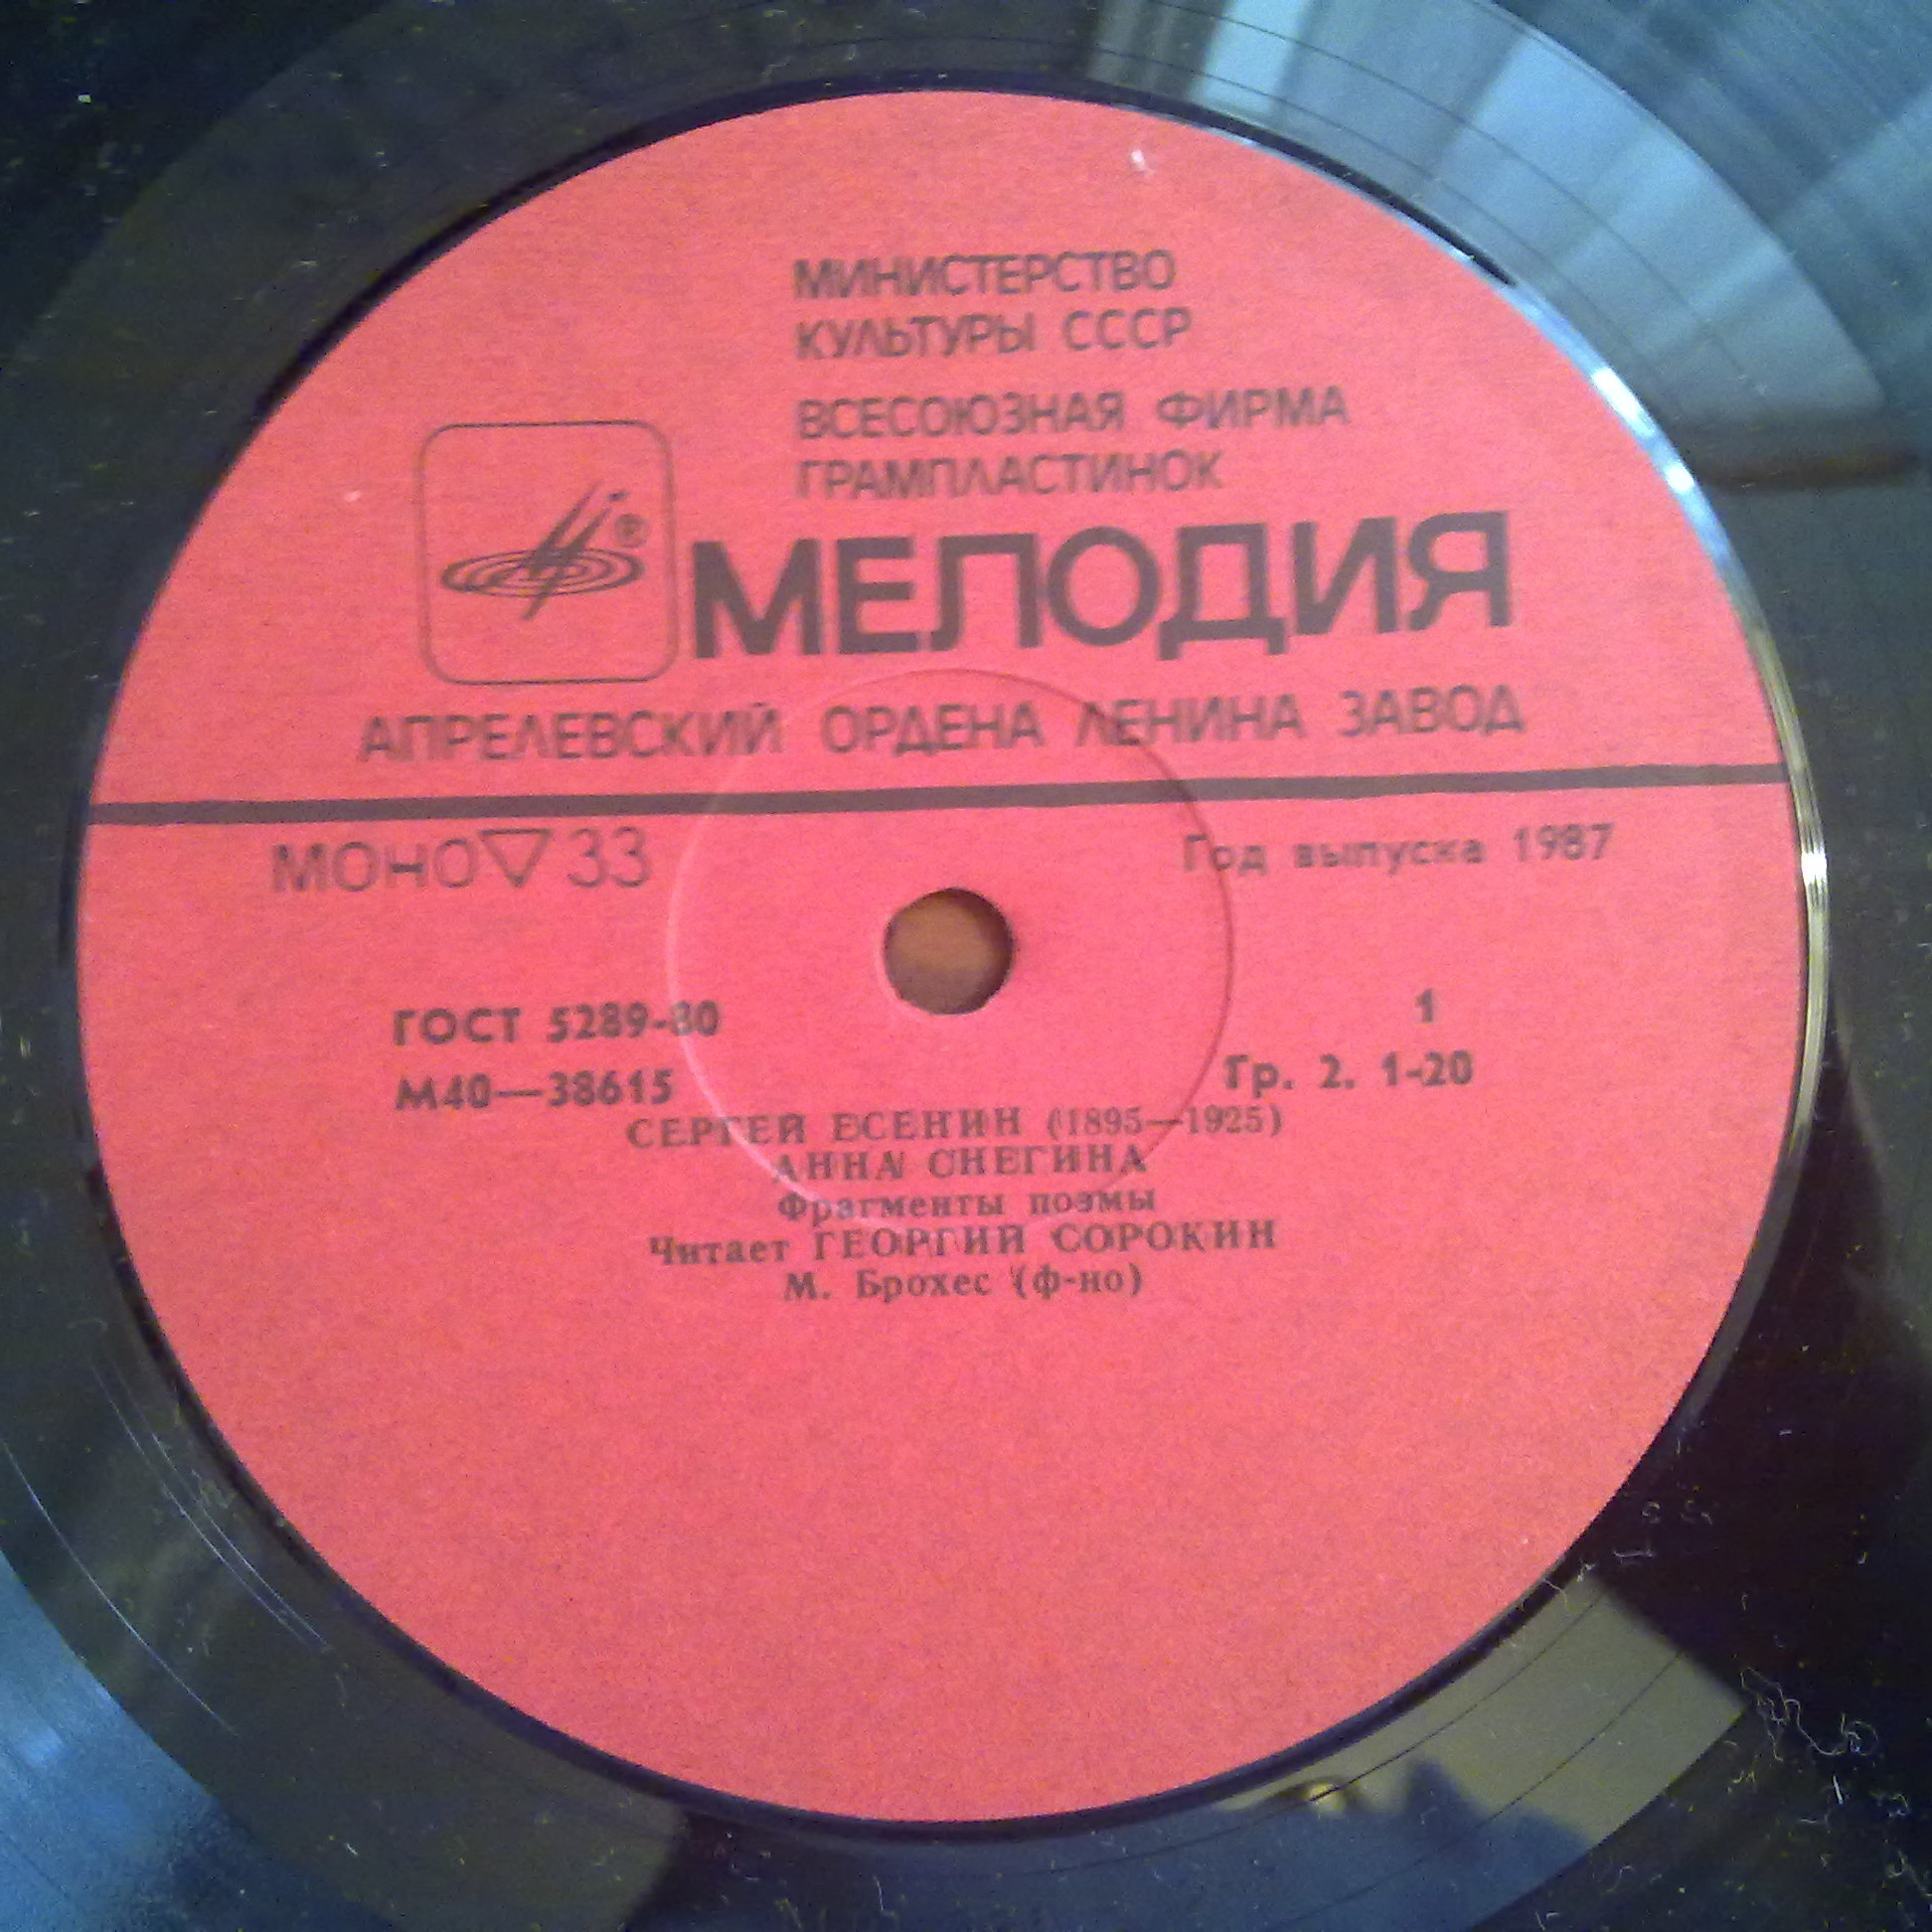 МИНИСТЕРСТВО
КУЛЬТУРЫ СССР
ВСЕСОЮЗНАЯ ФИРМА
ГРАМПЛАСТИНОК
® МЕЛОДИЯ
АПРЕЛЕВСКИЙ ОРДЕНА ЛЕНИНА ЗАВОД
МОНО ▽ 33
Год выпуска 1987
ГОСТ 5289-80
1
М40—38615
Гр. 2. 1-20
СЕРГЕЙ ЕСЕНИН (1895—1925)
АННА СНЕГИНА
Фрагменты поэмы
Читает ГЕОРГИЙ СОРОКИН
М. Брохес (ф-но)